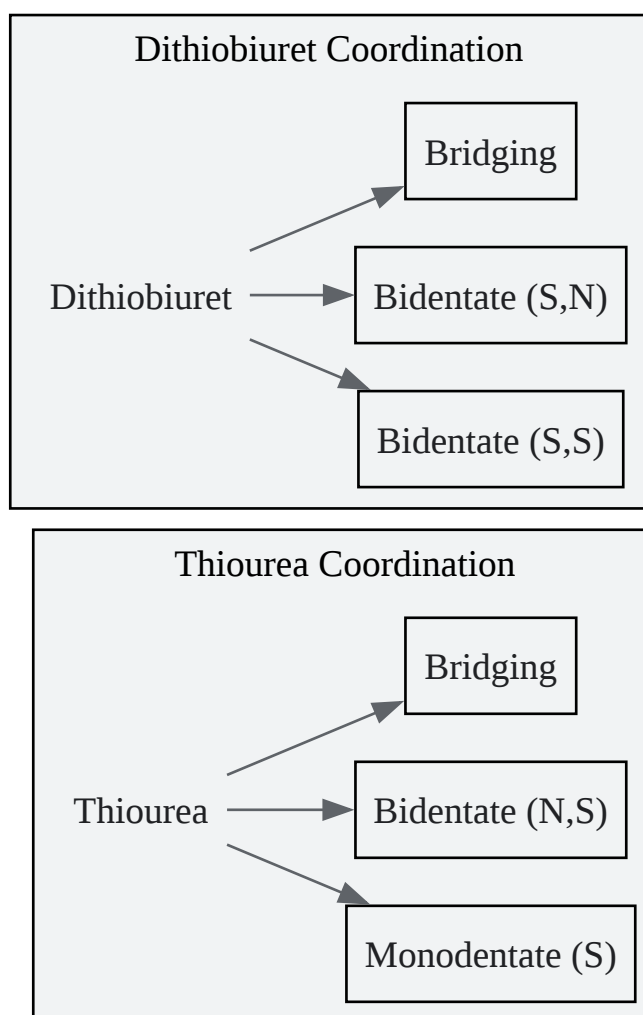 Dithiobiuret Coordination
Bridging
Dithiobiuret
Bidentate (S,N)
Bidentate (S,S)
Thiourea Coordination
Bridging
Thiourea
Bidentate (N,S)
Monodentate (S)